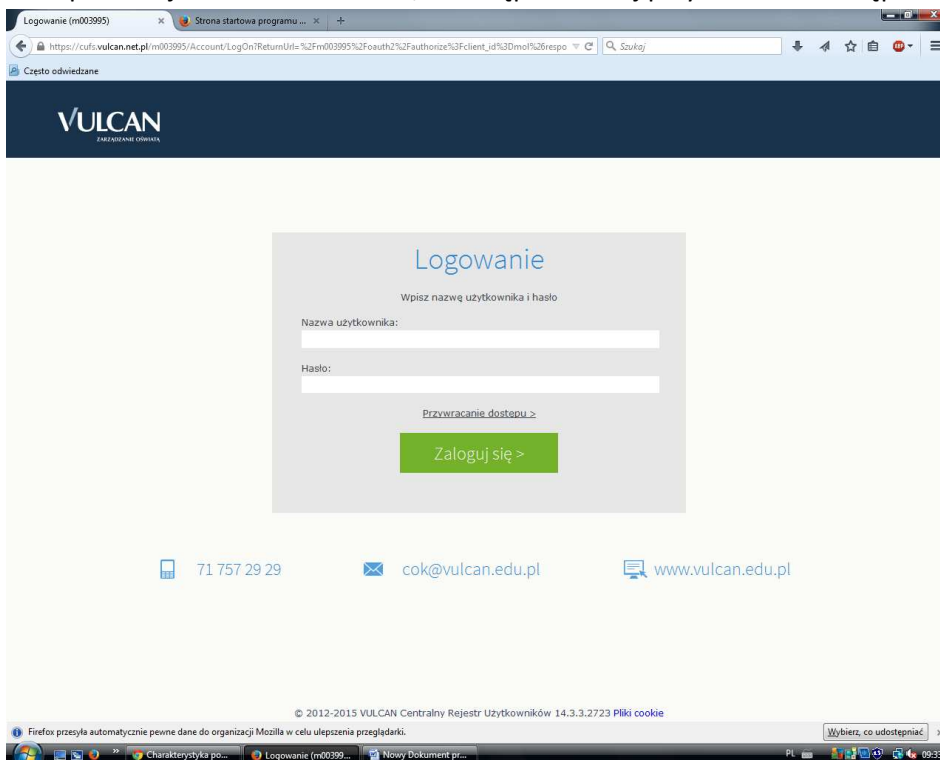 Logowanie (m003995)
Strona startowa programu ...
https://cufs.vulcan.net.pl/m003995/Account/LogOn?ReturnUrl=%2Fm003995%2Foauth2%2Fauthorize%3Fclient_id%3Dmol%26respo
Szukaj
Często odwiedzane
VULCAN
ZARZĄDZANIE OŚWIATĄ
Logowanie
Wpisz nazwę użytkownika i hasło
Nazwa użytkownika:
Hasło:
Przywracanie dostępu >
Zaloguj się >
71 757 29 29
cok@vulcan.edu.pl
www.vulcan.edu.pl
© 2012-2015 VULCAN Centralny Rejestr Użytkowników 14.3.3.2723 Pliki cookie
Firefox przesyła automatycznie pewne dane do organizacji Mozilla w celu ulepszenia przeglądarki.
Wybierz, co udostępniać
Charakterystyka po...
Logowanie (m00399...
Nowy Dokument pr...
PL
09:33